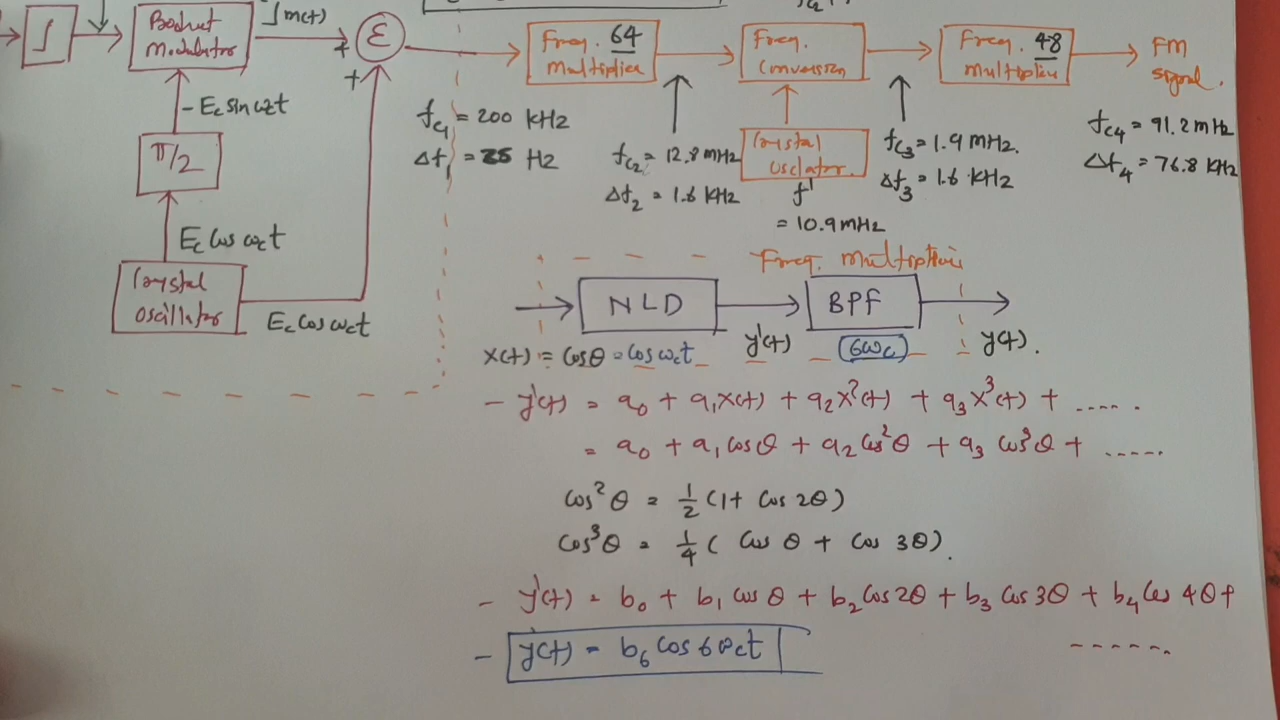 ∫
Product Modulator
∫m(t)
+
Σ
+
Freq. 64 multiplier
Freq. Conversion
Freq. 48 multiplier
FM signal.
- Ec sin ωct
π/2
Ec Cos ωct
Crystal oscillator
Ec Cos ωct
fc1 = 200 KHz
Δf1 = 25 Hz
fc2 = 12.8 mHz
Δf2 = 1.6 KHz
Crystal Osclator.
f' = 10.9 mHz
fc3 = 1.9 mHz.
Δf3 = 1.6 KHz
fc4 = 91.2 mHz
Δf4 = 76.8 KHz
Freq. multiplier
NLD
BPF
6ωc
x(t) = Cosθ = Cos ωct
y'(t)
y(t).
- y'(t) = a0 + a1x(t) + a2x²(t) + a3x³(t) + .....
= a0 + a1 Cosθ + a2 Cos²θ + a3 Cos³θ + .....
Cos²θ = 1/2 (1 + Cos 2θ)
Cos³θ = 1/4 ( Cos θ + Cos 3θ).
- y'(t) = b0 + b1 Cos θ + b2 Cos 2θ + b3 Cos 3θ + b4 Cos 4θ +
......
- y(t) = b6 Cos 6ωct